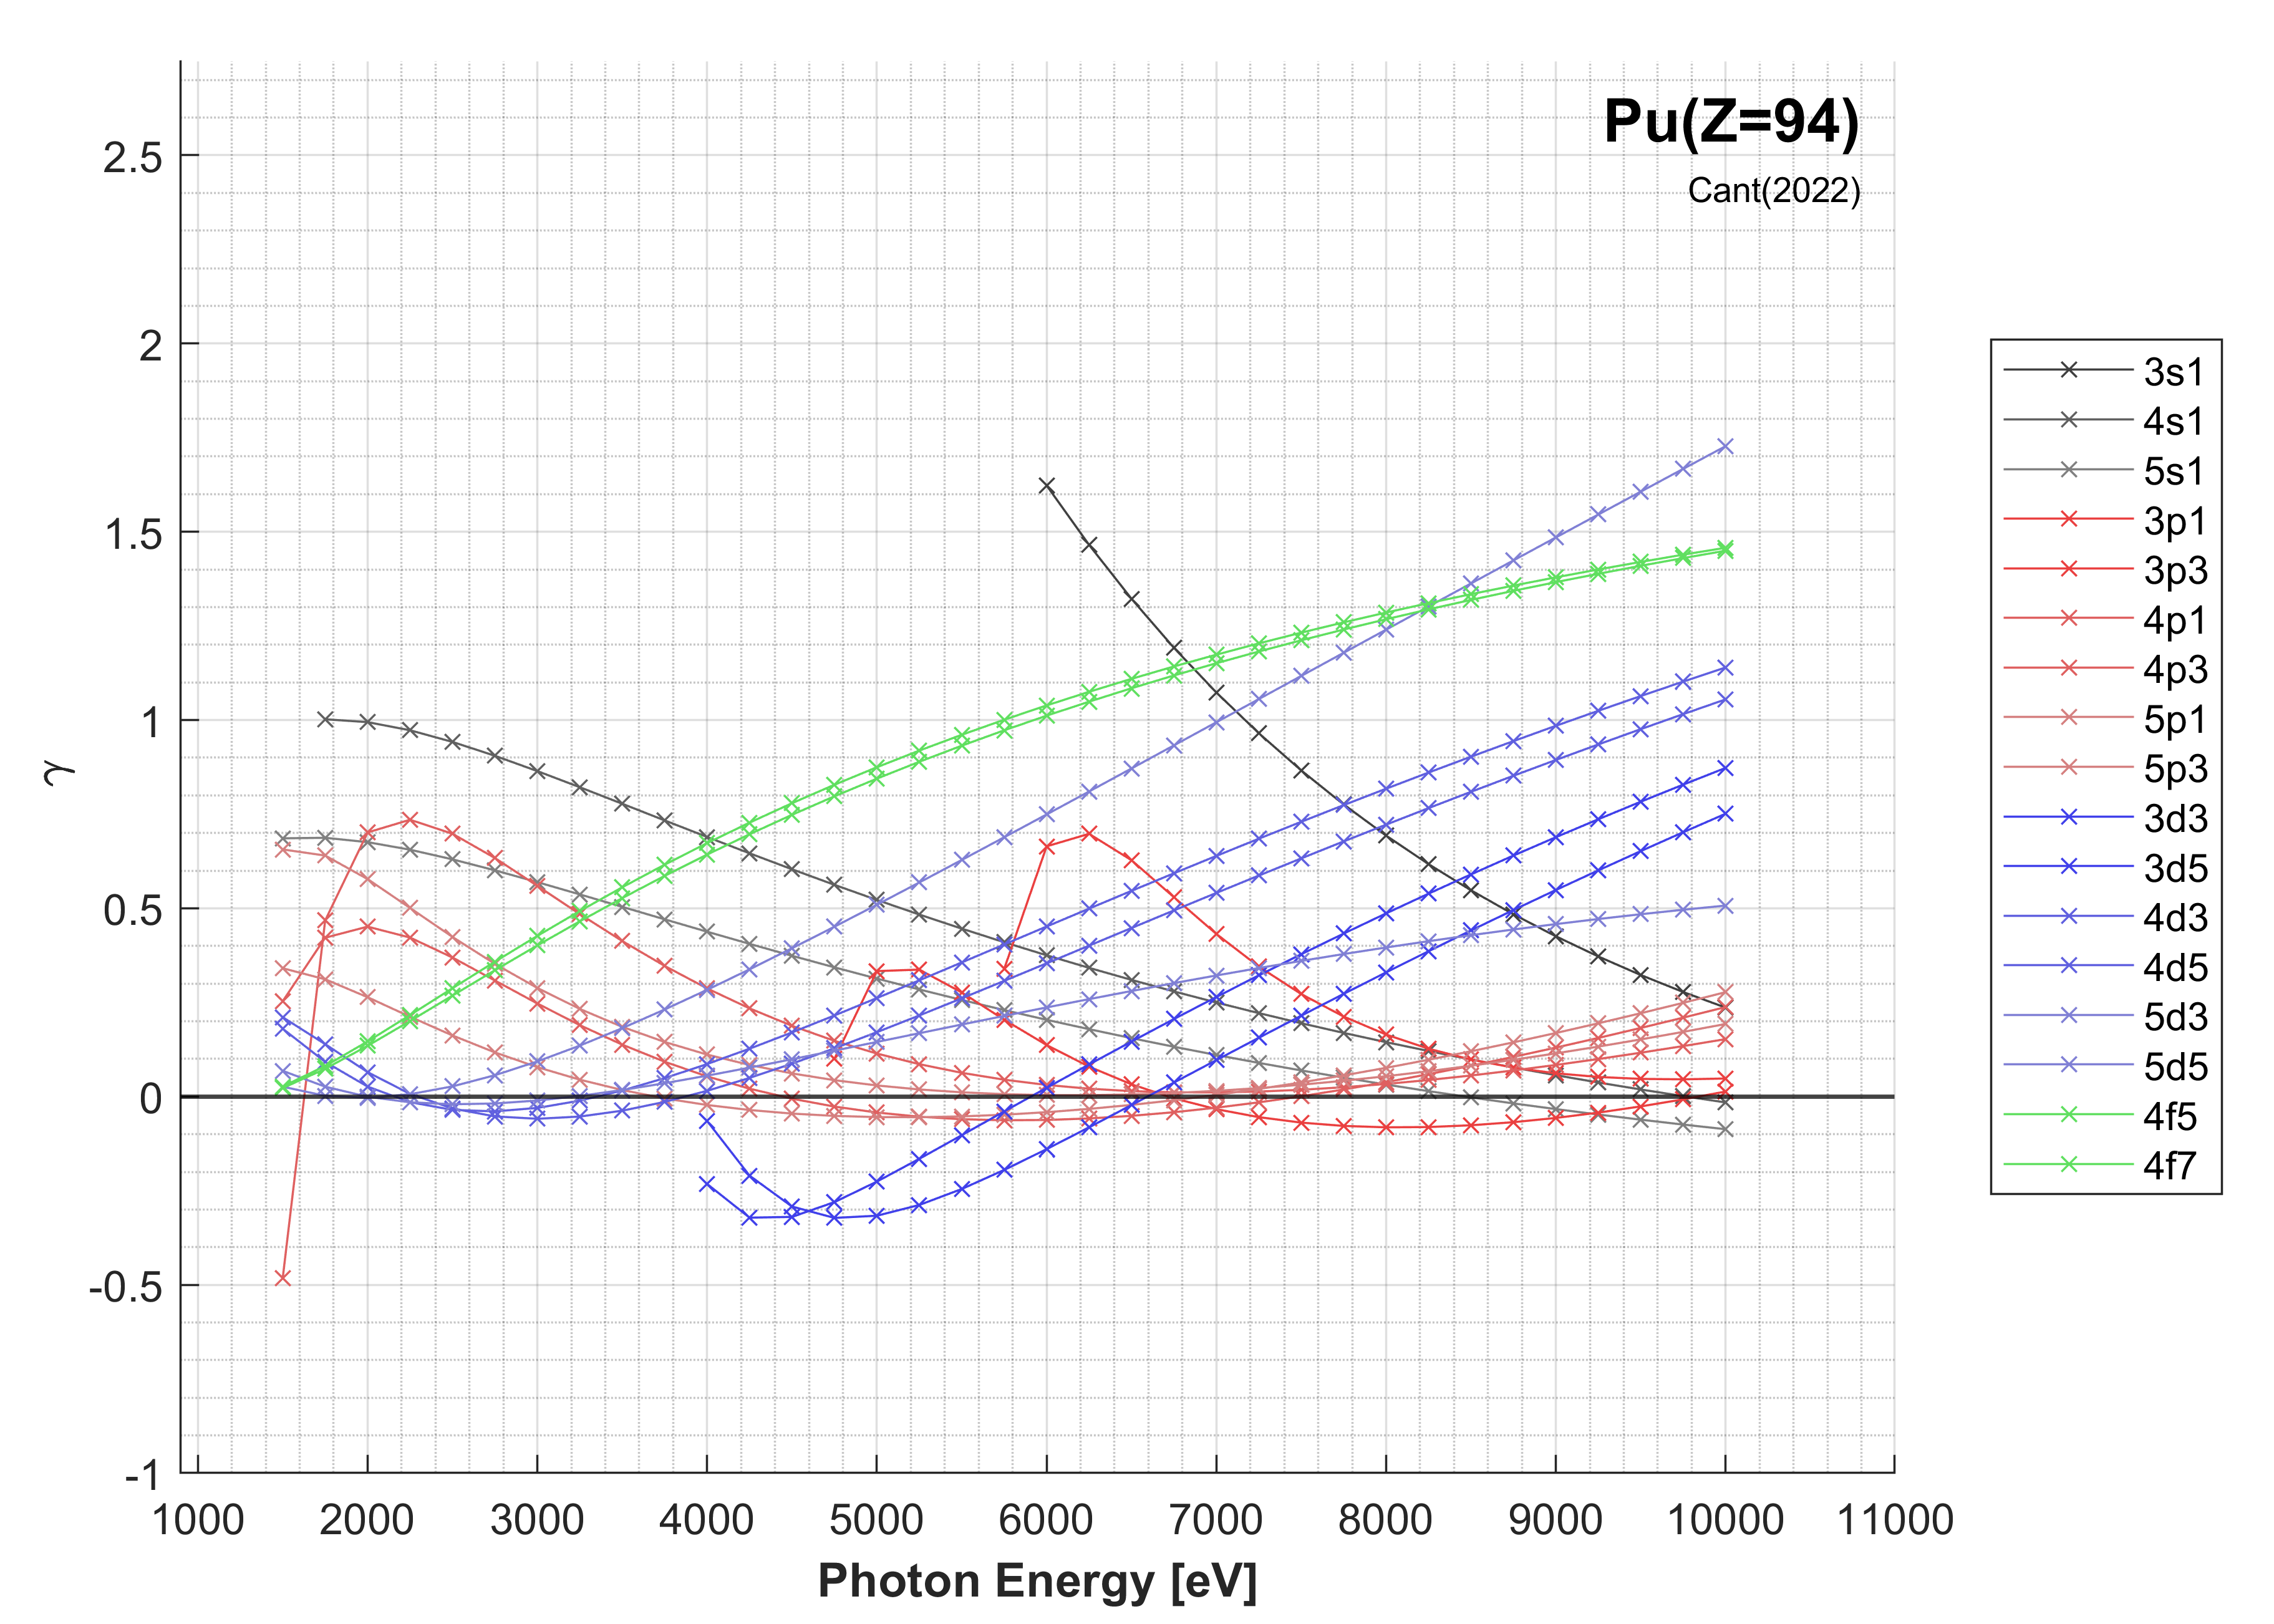 Pu(Z=94)
Cant(2022)
2.5
2
1.5
1
0.5
0
-0.5
-1
γ
1000 2000 3000 4000 5000 6000 7000 8000 9000 10000 11000
Photon Energy [eV]
3s1
4s1
5s1
3p1
3p3
4p1
4p3
5p1
5p3
3d3
3d5
4d3
4d5
5d3
5d5
4f5
4f7